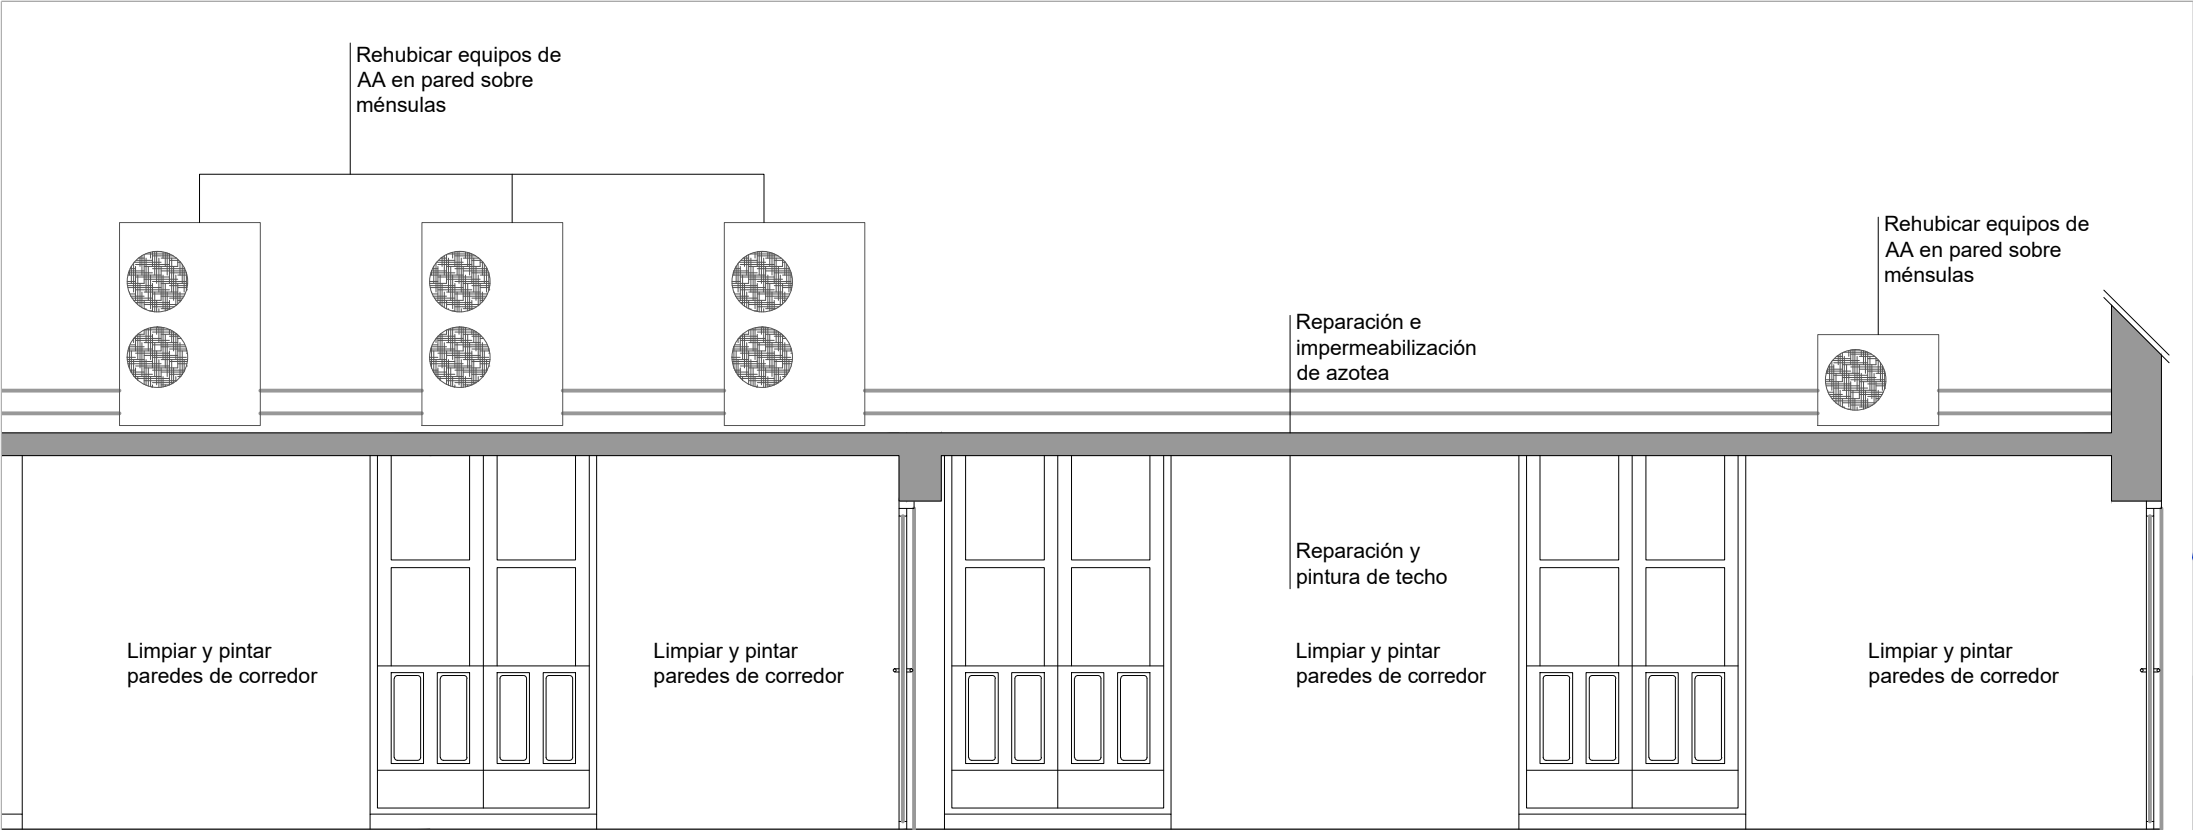 Rehubicar equipos de
AA en pared sobre
ménsulas
Rehubicar equipos de
AA en pared sobre
ménsulas
Reparación e
impermeabilización
de azotea
Reparación y
pintura de techo
Limpiar y pintar
paredes de corredor
Limpiar y pintar
paredes de corredor
Limpiar y pintar
paredes de corredor
Limpiar y pintar
paredes de corredor